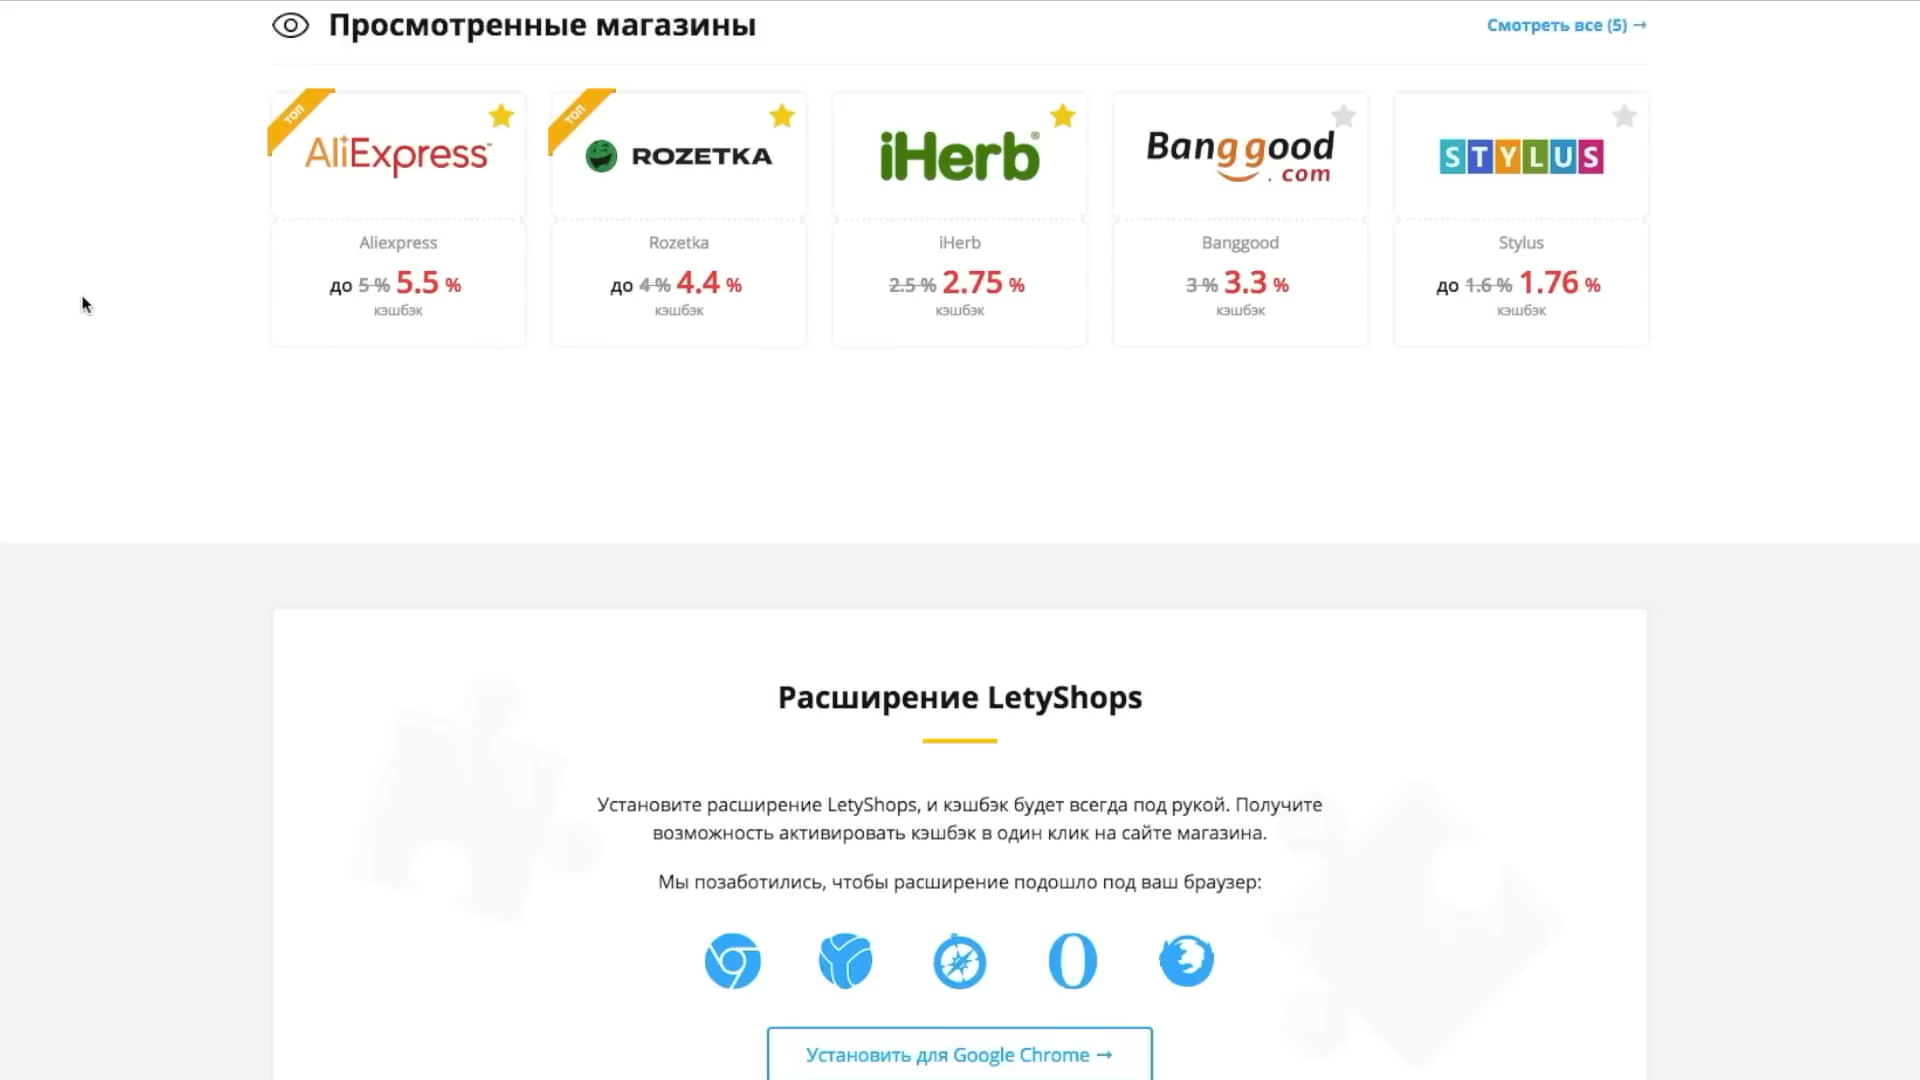 Просмотренные магазины
Смотреть все (5) →
ТОП
AliExpress™
ТОП
ROZETKA
iHerb®
Banggood
.com
STYLUS
Aliexpress
до 5 % 5.5 %
кэшбэк
Rozetka
до 4 % 4.4 %
кэшбэк
iHerb
2.5 % 2.75 %
кэшбэк
Banggood
3 % 3.3 %
кэшбэк
Stylus
до 1.6 % 1.76 %
кэшбэк
Расширение LetyShops
Установите расширение LetyShops, и кэшбэк будет всегда под рукой. Получите
возможность активировать кэшбэк в один клик на сайте магазина.
Мы позаботились, чтобы расширение подошло под ваш браузер:
Установить для Google Chrome →